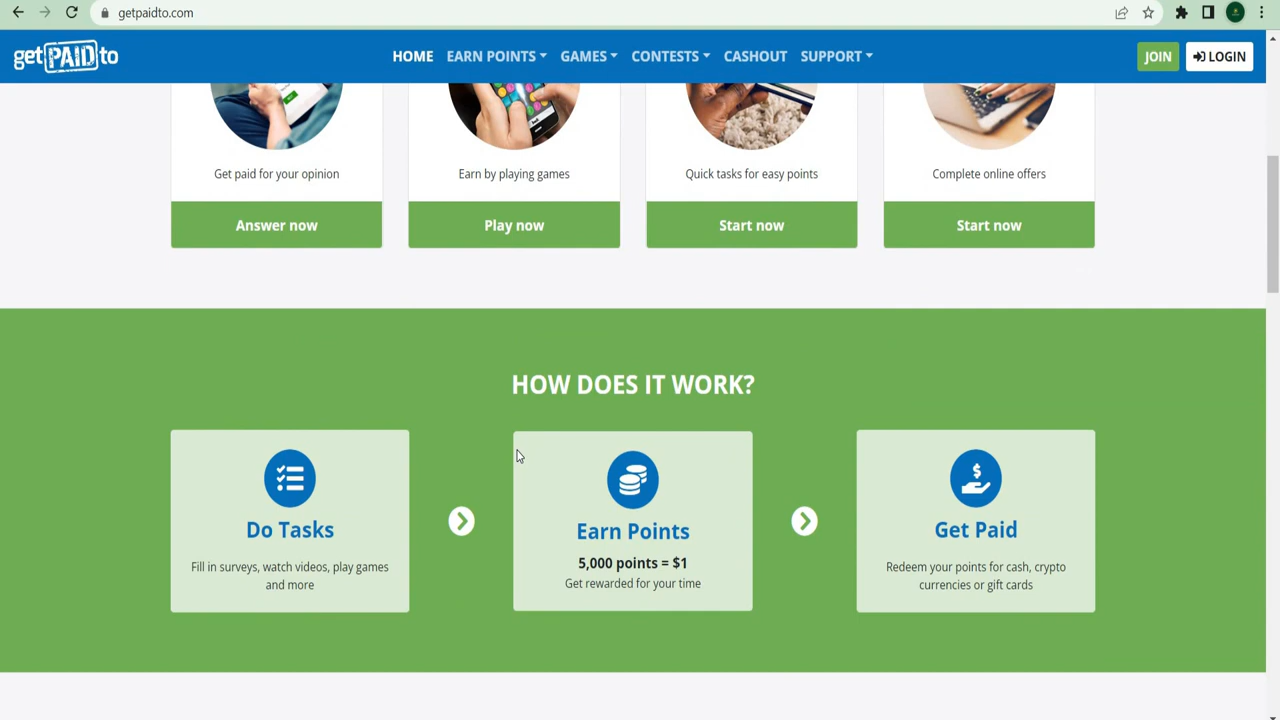 getpaidto.com
get PAID to
HOME EARN POINTS GAMES CONTESTS CASHOUT SUPPORT JOIN LOGIN
Get paid for your opinion
Earn by playing games
Quick tasks for easy points
Complete online offers
Answer now
Play now
Start now
Start now
HOW DOES IT WORK?
Do Tasks
Fill in surveys, watch videos, play games
and more
Earn Points
5,000 points = $1
Get rewarded for your time
Get Paid
Redeem your points for cash, crypto
currencies or gift cards